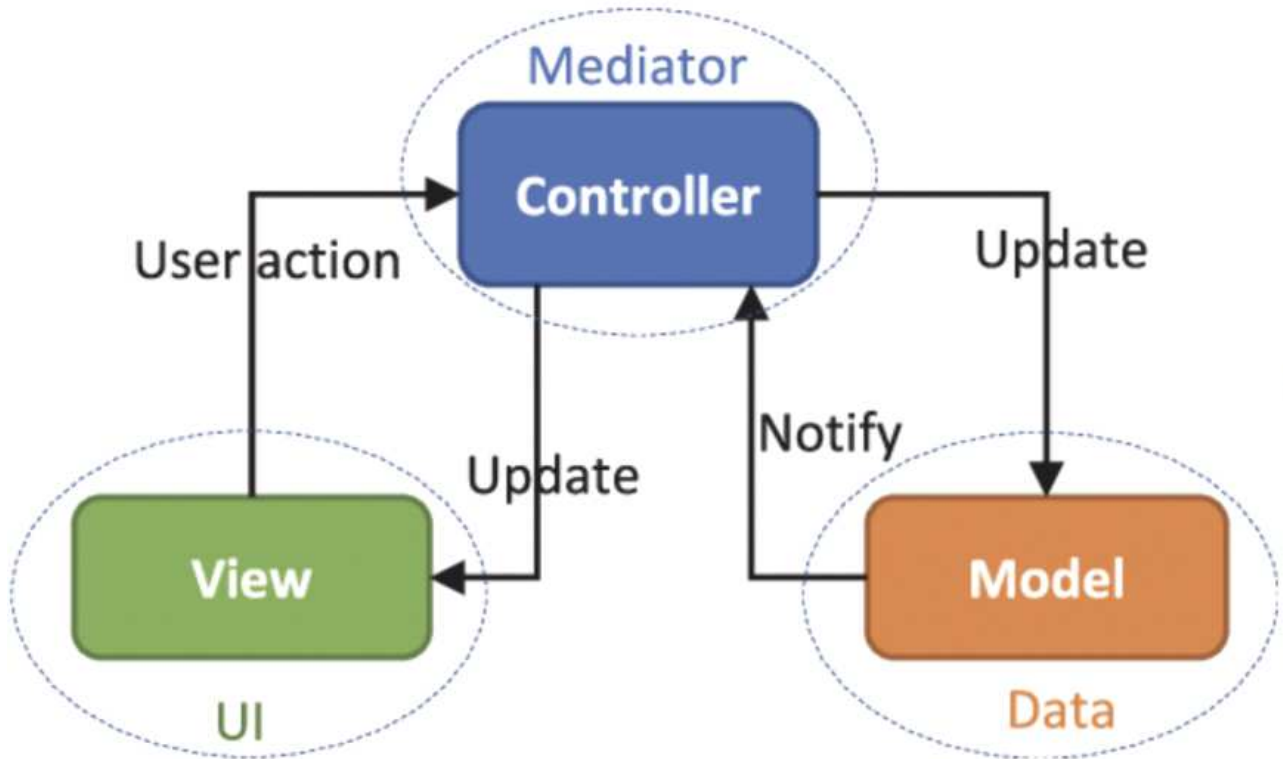 Mediator
Controller
User action
Update
Notify
Update
View
Model
UI
Data